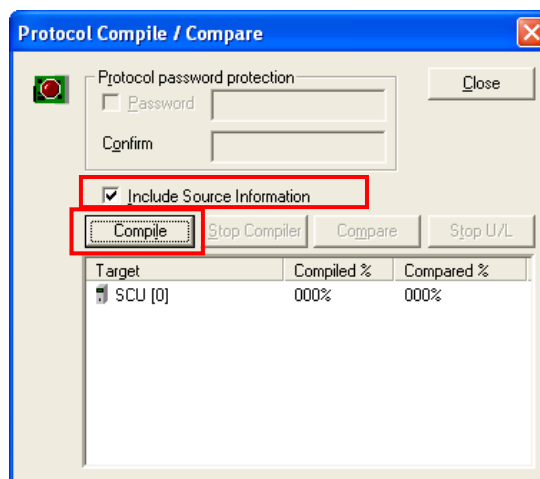 Protocol Compile / Compare
Protocol password protection
Close
Password
Confirm
Include Source Information
Compile Stop Compiler Compare Stop U/L
Target Compiled % Compared %
SCU [0] 000% 000%